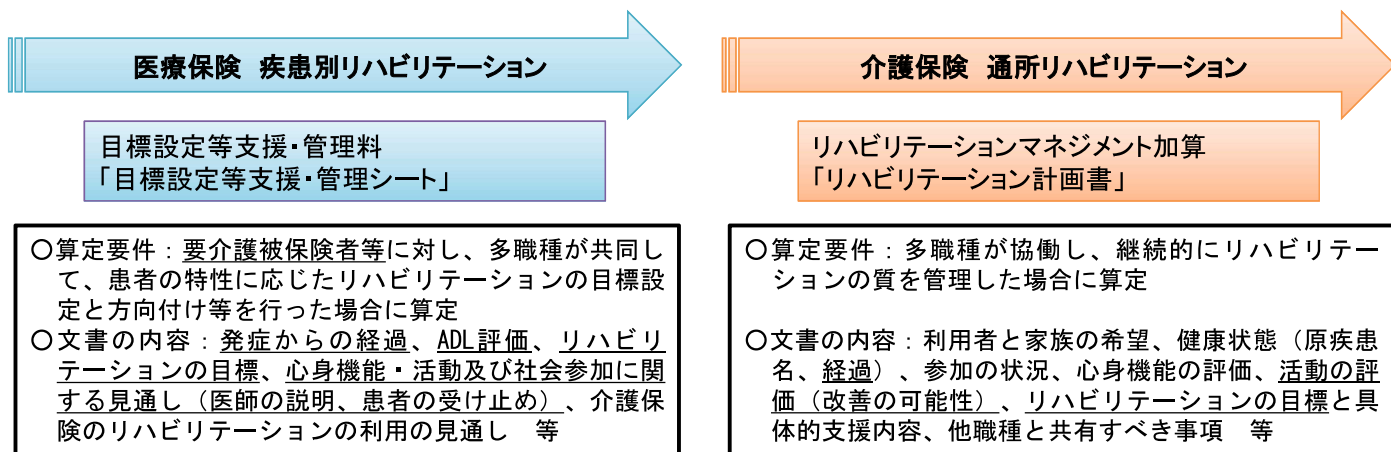 医療保険 疾患別リハビリテーション
目標設定等支援・管理料
「目標設定等支援・管理シート」
〇算定要件：要介護被保険者等に対し、多職種が共同し
て、患者の特性に応じたリハビリテーションの目標設
定と方向付け等を行った場合に算定
〇文書の内容：発症からの経過、ADL評価、リハビリ
テーションの目標、心身機能・活動及び社会参加に関
する見通し（医師の説明、患者の受け止め）、介護保
険のリハビリテーションの利用の見通し　等
介護保険 通所リハビリテーション
リハビリテーションマネジメント加算
「リハビリテーション計画書」
〇算定要件：多職種が協働し、継続的にリハビリテー
ションの質を管理した場合に算定
〇文書の内容：利用者と家族の希望、健康状態（原疾患
名、経過）、参加の状況、心身機能の評価、活動の評
価（改善の可能性）、リハビリテーションの目標と具
体的支援内容、他職種と共有すべき事項　等